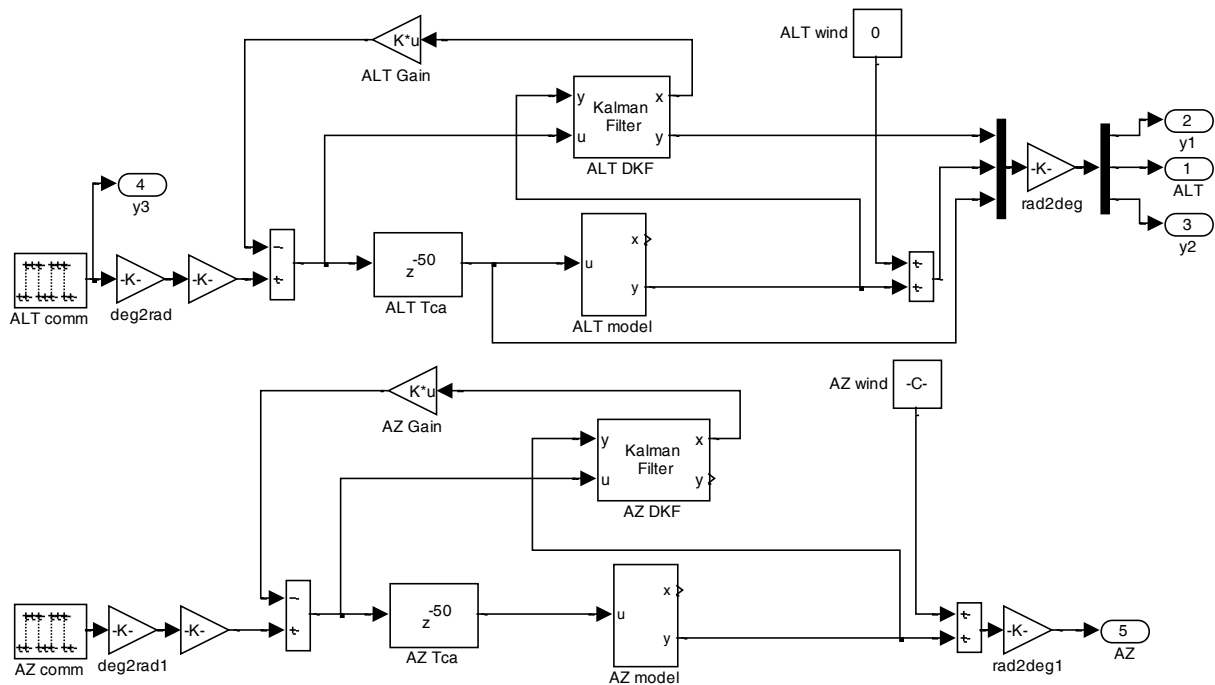 ALT wind
0
K*u
ALT Gain
y
u
Kalman
Filter
x
y
ALT DKF
2
y1
-K-
rad2deg
1
ALT
3
y2
4
y3
ALT comm
-K-
deg2rad
-K-
−
+
z -50
ALT Tca
u
x
y
ALT model
+
+
K*u
AZ Gain
AZ wind
-C-
y
u
Kalman
Filter
x
y
AZ DKF
AZ comm
-K-
deg2rad1
-K-
−
+
z -50
AZ Tca
u
x
y
AZ model
+
+
-K-
rad2deg1
5
AZ